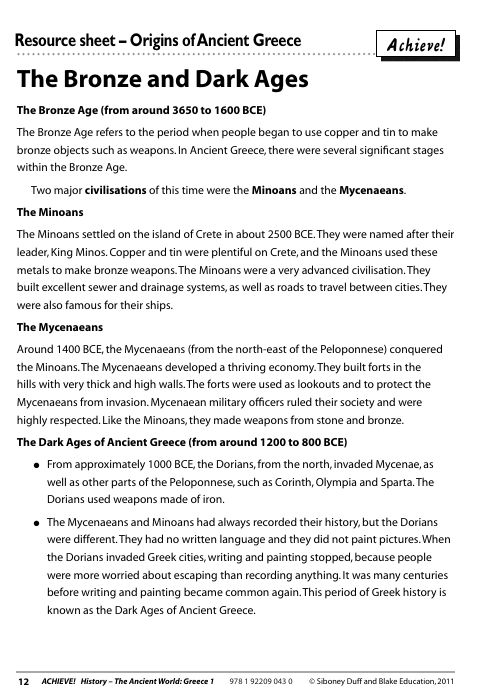 Resource sheet – Origins of Ancient Greece
Achieve!
The Bronze and Dark Ages
The Bronze Age (from around 3650 to 1600 BCE)
The Bronze Age refers to the period when people began to use copper and tin to make
bronze objects such as weapons. In Ancient Greece, there were several significant stages
within the Bronze Age.
Two major civilisations of this time were the Minoans and the Mycenaeans.
The Minoans
The Minoans settled on the island of Crete in about 2500 BCE. They were named after their
leader, King Minos. Copper and tin were plentiful on Crete, and the Minoans used these
metals to make bronze weapons. The Minoans were a very advanced civilisation. They
built excellent sewer and drainage systems, as well as roads to travel between cities. They
were also famous for their ships.
The Mycenaeans
Around 1400 BCE, the Mycenaeans (from the north-east of the Peloponnese) conquered
the Minoans. The Mycenaeans developed a thriving economy. They built forts in the
hills with very thick and high walls. The forts were used as lookouts and to protect the
Mycenaeans from invasion. Mycenaean military officers ruled their society and were
highly respected. Like the Minoans, they made weapons from stone and bronze.
The Dark Ages of Ancient Greece (from around 1200 to 800 BCE)
● From approximately 1000 BCE, the Dorians, from the north, invaded Mycenae, as
well as other parts of the Peloponnese, such as Corinth, Olympia and Sparta. The
Dorians used weapons made of iron.
● The Mycenaeans and Minoans had always recorded their history, but the Dorians
were different. They had no written language and they did not paint pictures. When
the Dorians invaded Greek cities, writing and painting stopped, because people
were more worried about escaping than recording anything. It was many centuries
before writing and painting became common again. This period of Greek history is
known as the Dark Ages of Ancient Greece.
12 ACHIEVE! History – The Ancient World: Greece 1 978 1 92209 043 0 © Siboney Duff and Blake Education, 2011